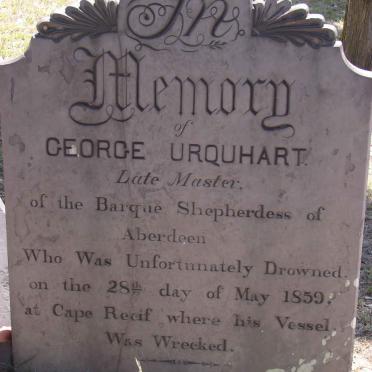 In
Memory
of
GEORGE URQUHART.
Late Master,
of the Barque Shepherdess of
Aberdeen
Who Was Unfortunately Drowned.
on the 28th day of May 1859,
at Cape Recif where his Vessel,
Was Wrecked.